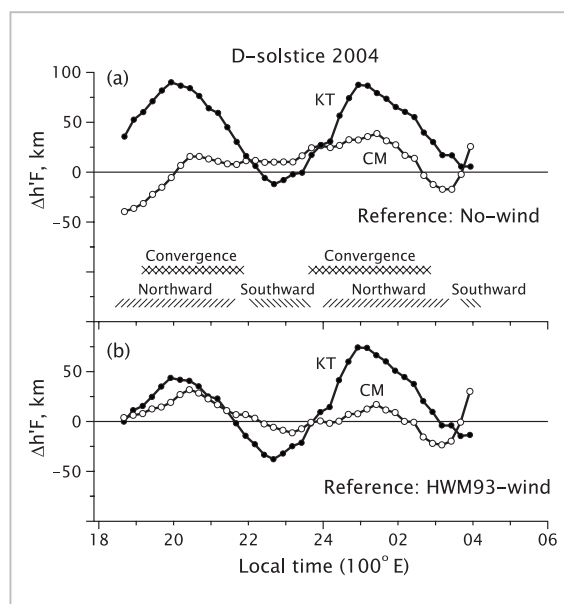 D-solstice 2004
100
(a)
KT
50
CM
0
-50
Δh'F, km
Reference: No-wind
Convergence Convergence
Northward Southward Northward Southward
(b)
50
KT
CM
0
-50
Δh'F, km
Reference: HWM93-wind
18 20 22 24 02 04 06
Local time (100° E)